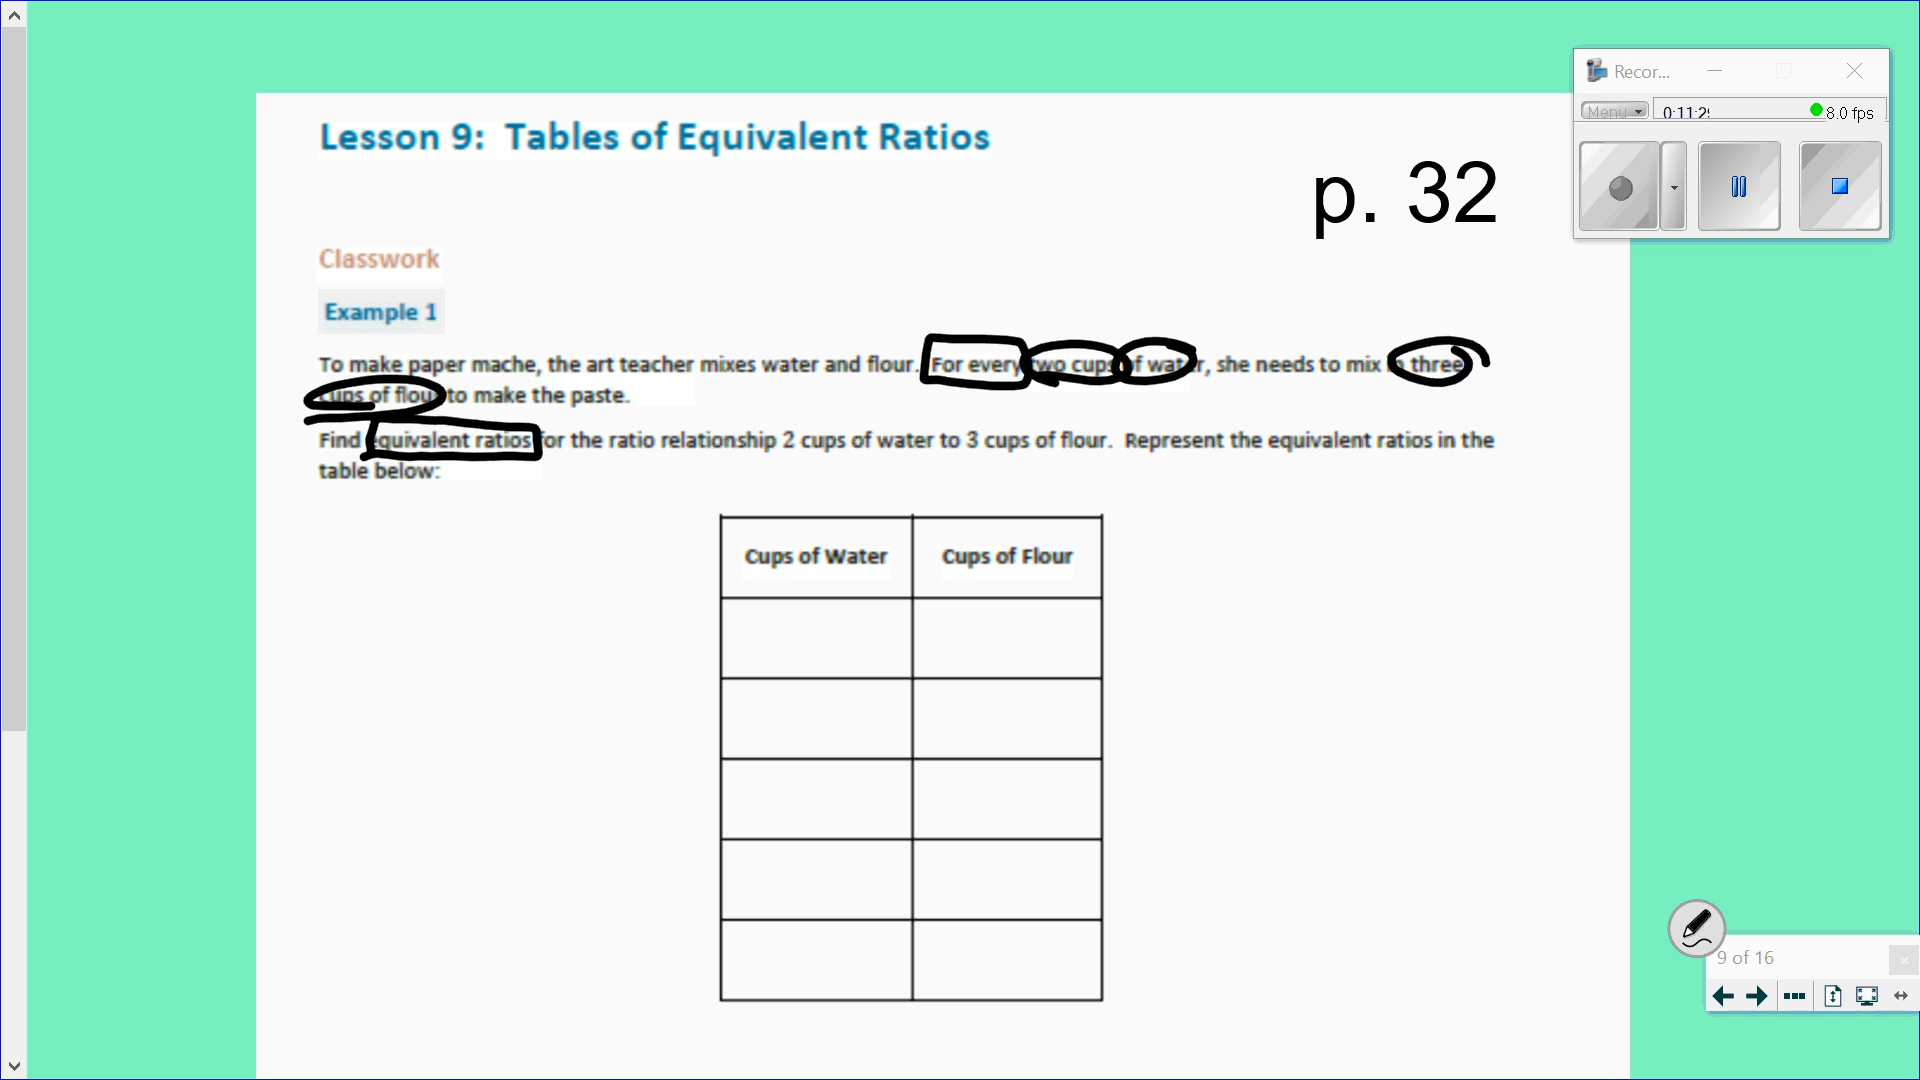 Recor...
Menu
0:11:2
8.0 fps
Lesson 9: Tables of Equivalent Ratios
p. 32
Classwork
Example 1
To make paper mache, the art teacher mixes water and flour. For every two cups of water, she needs to mix in three
cups of flour to make the paste.
Find equivalent ratios for the ratio relationship 2 cups of water to 3 cups of flour. Represent the equivalent ratios in the
table below:
Cups of Water Cups of Flour
9 of 16